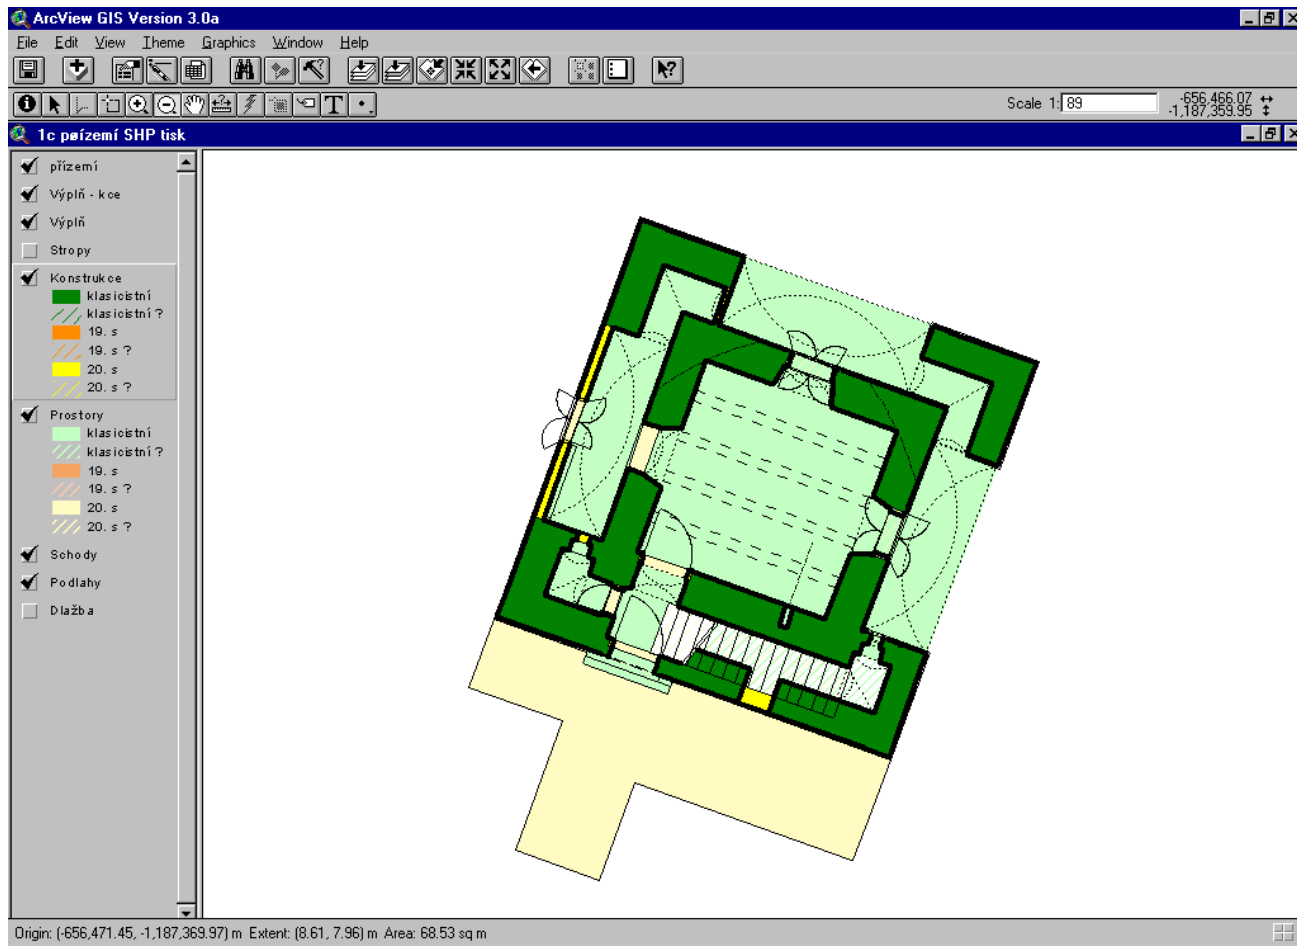 ArcView GIS Version 3.0a
File Edit View Theme Graphics Window Help
Scale 1: 89
-656,466.07
-1,187,359.95
1c pøízemí SHP tisk
přízemí
Výplň - kce
Výplň
Stropy
Konstrukce
klasicistní
klasicistní ?
19. s
19. s ?
20. s
20. s ?
Prostory
klasicistní
klasicistní ?
19. s
19. s ?
20. s
20. s ?
Schody
Podlahy
Dlažba
Origin: (-656,471.45, -1,187,369.97) m Extent: (8.61, 7.96) m Area: 68.53 sq m